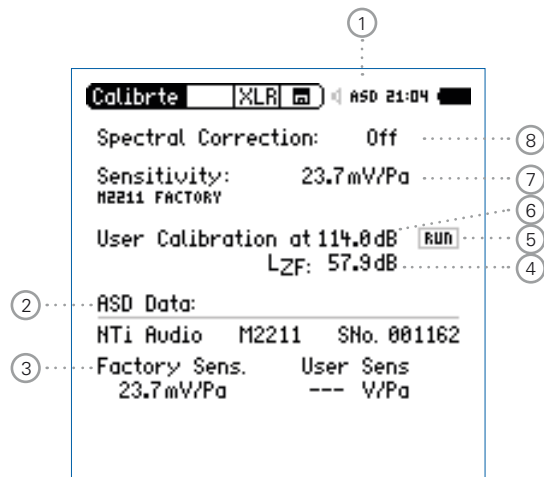 1
Calibrte XLR ASD 21:04
Spectral Correction: Off 8
Sensitivity: 23.7mV/Pa 7
M2211 FACTORY
6
User Calibration at 114.0dB RUN 5
LZF: 57.9dB 4
2 ASD Data:
NTi Audio M2211 SNo. 001162
3 Factory Sens. User Sens
23.7mV/Pa --- V/Pa